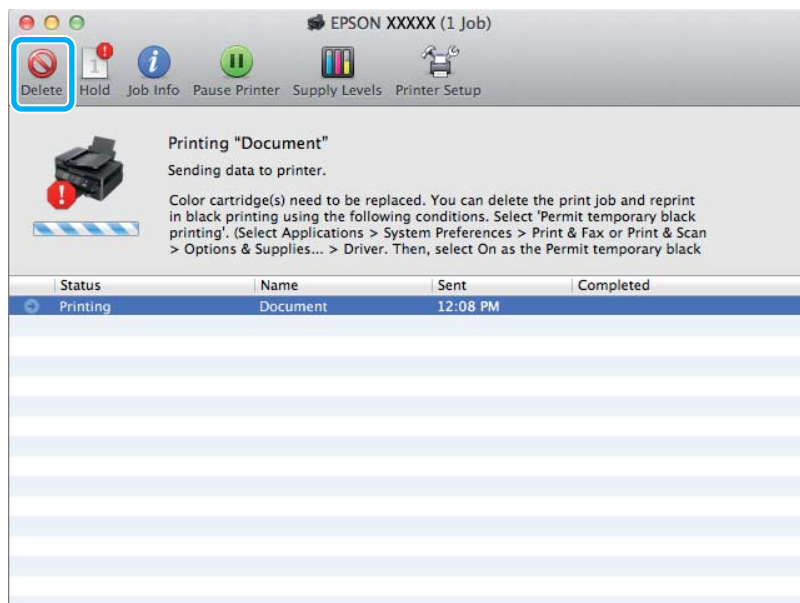 EPSON XXXXX (1 Job)
1
Delete Hold Job Info Pause Printer Supply Levels Printer Setup
Printing “Document”
Sending data to printer.
Color cartridge(s) need to be replaced. You can delete the print job and reprint
in black printing using the following conditions. Select 'Permit temporary black
printing'. (Select Applications > System Preferences > Print & Fax or Print & Scan
> Options & Supplies... > Driver. Then, select On as the Permit temporary black
Status Name Sent Completed
Printing Document 12:08 PM